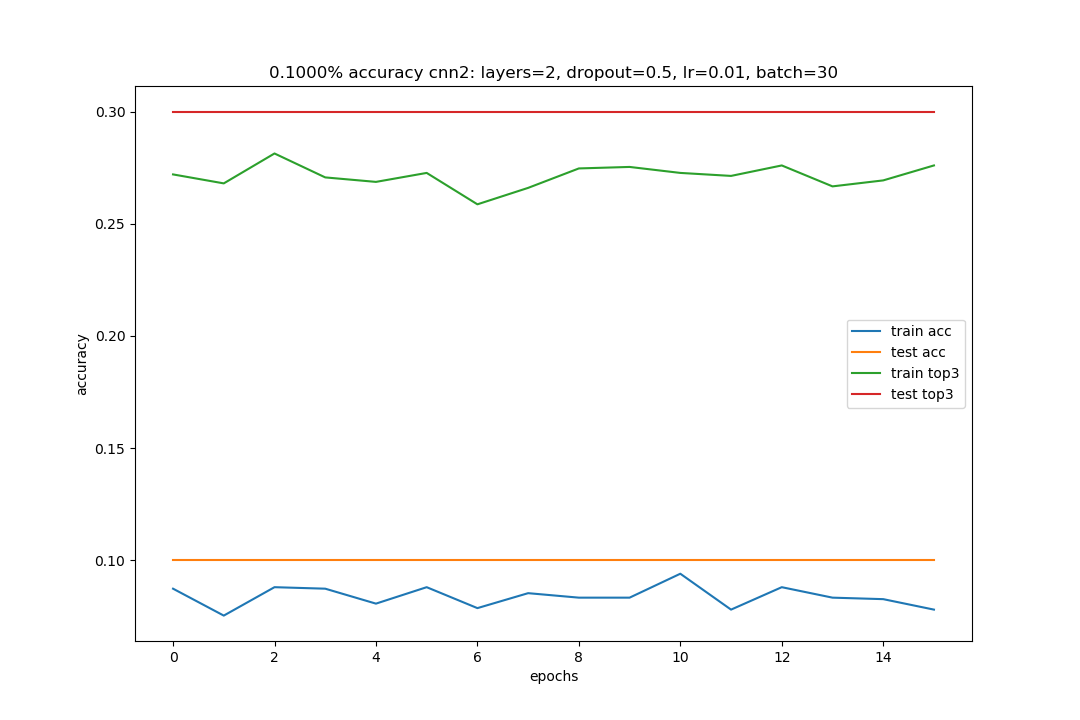 0.1000% accuracy cnn2: layers=2, dropout=0.5, lr=0.01, batch=30
0.30
0.25
0.20
0.15
0.10
accuracy
train acc
test acc
train top3
test top3
0 2 4 6 8 10 12 14
epochs